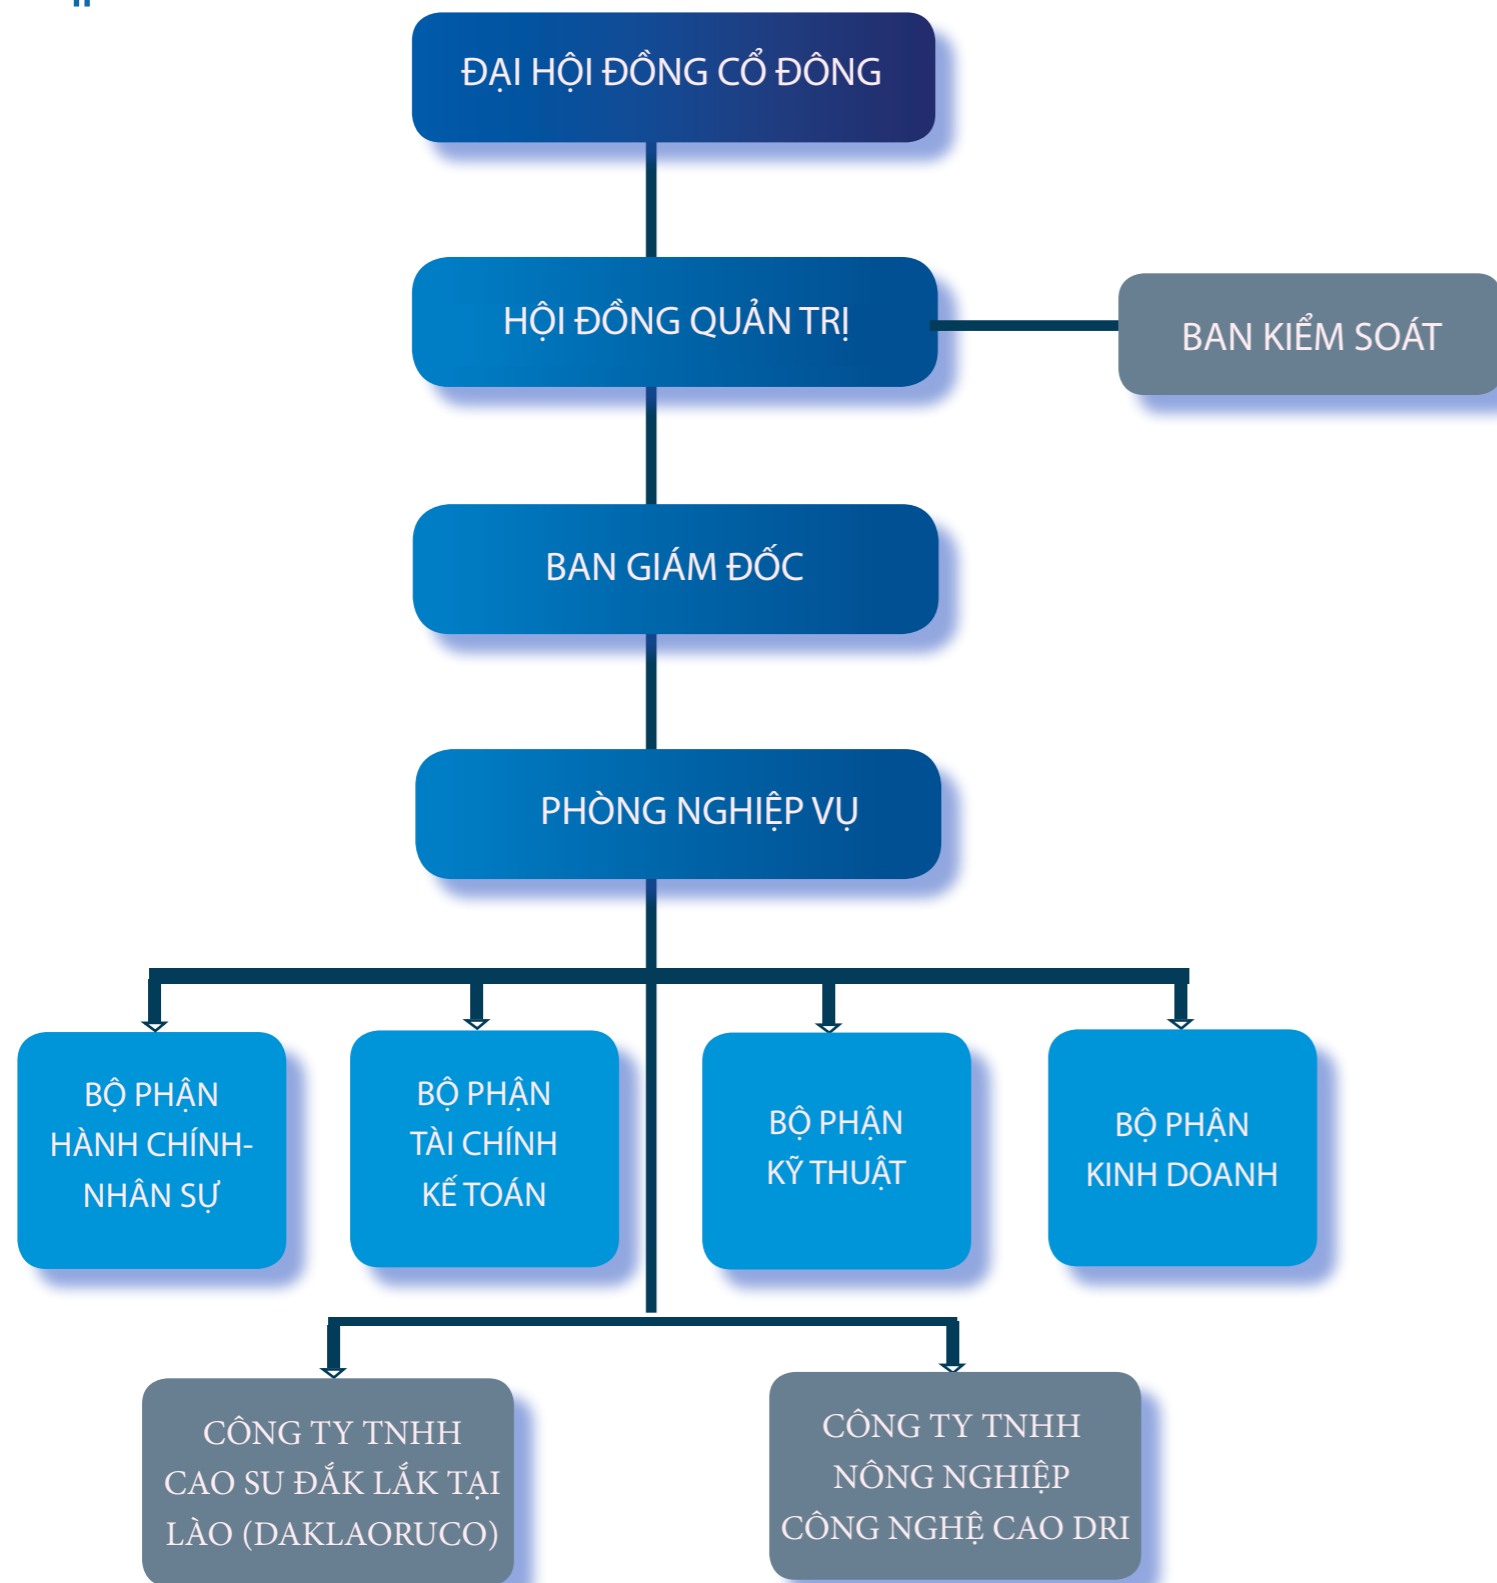 ĐẠI HỘI ĐỒNG CỔ ĐÔNG
HỘI ĐỒNG QUẢN TRỊ
BAN KIỂM SOÁT
BAN GIÁM ĐỐC
PHÒNG NGHIỆP VỤ
BỘ PHẬN
HÀNH CHÍNH-
NHÂN SỰ
BỘ PHẬN
TÀI CHÍNH
KẾ TOÁN
BỘ PHẬN
KỸ THUẬT
BỘ PHẬN
KINH DOANH
CÔNG TY TNHH
CAO SU ĐẮK LẮK TẠI
LÀO (DAKLAORUCO)
CÔNG TY TNHH
NÔNG NGHIỆP
CÔNG NGHỆ CAO DRI